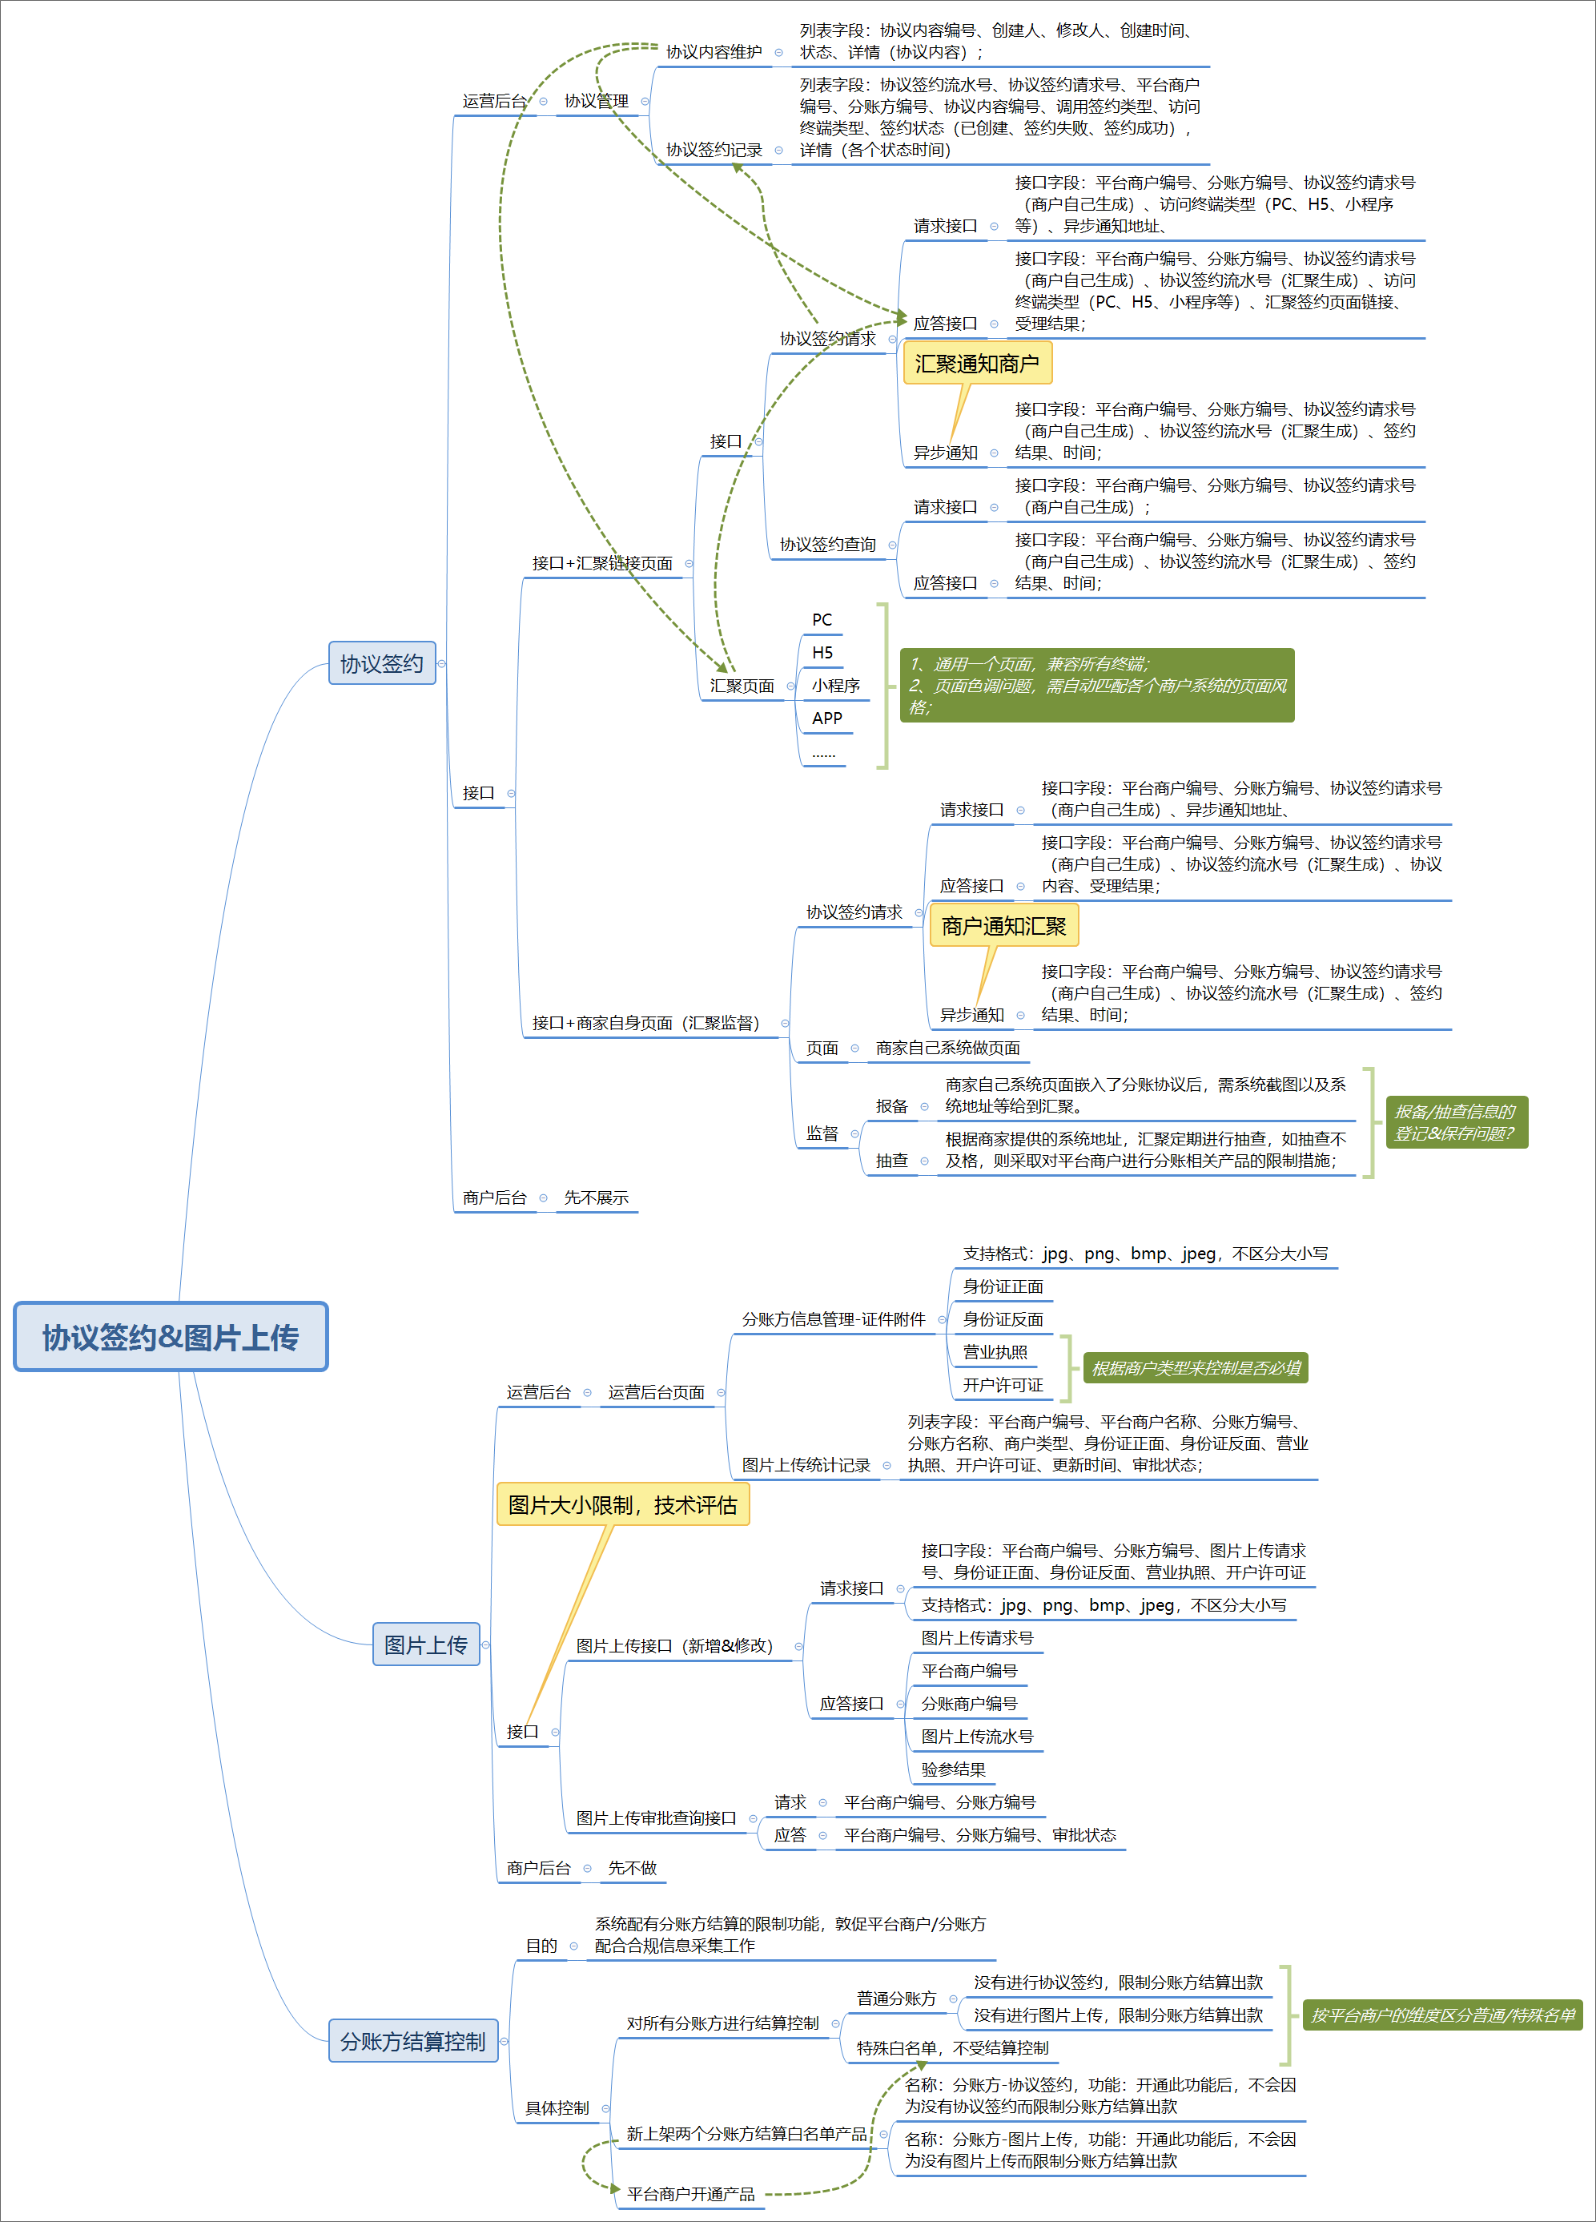 协议签约&图片上传
协议签约
运营后台
协议管理
协议内容维护
列表字段：协议内容编号、创建人、修改人、创建时间、
状态、详情（协议内容）；
协议签约记录
列表字段：协议签约流水号、协议签约请求号、平台商户
编号、分账方编号、协议内容编号、调用签约类型、访问
终端类型、签约状态（已创建、签约失败、签约成功），
详情（各个状态时间）
接口
接口+汇聚链接页面
接口
协议签约请求
请求接口
接口字段：平台商户编号、分账方编号、协议签约请求号
（商户自己生成）、访问终端类型（PC、H5、小程序
等）、异步通知地址、
应答接口
接口字段：平台商户编号、分账方编号、协议签约请求号
（商户自己生成）、协议签约流水号（汇聚生成）、访问
终端类型（PC、H5、小程序等）、汇聚签约页面链接、
受理结果；
汇聚通知商户
异步通知
接口字段：平台商户编号、分账方编号、协议签约请求号
（商户自己生成）、协议签约流水号（汇聚生成）、签约
结果、时间；
协议签约查询
请求接口
接口字段：平台商户编号、分账方编号、协议签约请求号
（商户自己生成）；
应答接口
接口字段：平台商户编号、分账方编号、协议签约请求号
（商户自己生成）、协议签约流水号（汇聚生成）、签约
结果、时间；
汇聚页面
PC
H5
小程序
APP
......
1、通用一个页面，兼容所有终端；
2、页面色调问题，需自动匹配各个商户系统的页面风
格；
接口+商家自身页面（汇聚监督）
协议签约请求
请求接口
接口字段：平台商户编号、分账方编号、协议签约请求号
（商户自己生成）、异步通知地址、
应答接口
接口字段：平台商户编号、分账方编号、协议签约请求号
（商户自己生成）、协议签约流水号（汇聚生成）、协议
内容、受理结果；
商户通知汇聚
异步通知
接口字段：平台商户编号、分账方编号、协议签约请求号
（商户自己生成）、协议签约流水号（汇聚生成）、签约
结果、时间；
页面
商家自己系统做页面
监督
报备
商家自己系统页面嵌入了分账协议后，需系统截图以及系
统地址等给到汇聚。
抽查
根据商家提供的系统地址，汇聚定期进行抽查，如抽查不
及格，则采取对平台商户进行分账相关产品的限制措施；
报备/抽查信息的
登记&保存问题？
商户后台
先不展示
图片上传
运营后台
运营后台页面
分账方信息管理-证件附件
支持格式：jpg、png、bmp、jpeg，不区分大小写
身份证正面
身份证反面
营业执照
开户许可证
根据商户类型来控制是否必填
图片上传统计记录
列表字段：平台商户编号、平台商户名称、分账方编号、
分账方名称、商户类型、身份证正面、身份证反面、营业
执照、开户许可证、更新时间、审批状态；
图片大小限制，技术评估
接口
图片上传接口（新增&修改）
请求接口
接口字段：平台商户编号、分账方编号、图片上传请求
号、身份证正面、身份证反面、营业执照、开户许可证
支持格式：jpg、png、bmp、jpeg，不区分大小写
应答接口
图片上传请求号
平台商户编号
分账商户编号
图片上传流水号
验参结果
图片上传审批查询接口
请求
平台商户编号、分账方编号
应答
平台商户编号、分账方编号、审批状态
商户后台
先不做
分账方结算控制
目的
系统配有分账方结算的限制功能，敦促平台商户/分账方
配合合规信息采集工作
具体控制
对所有分账方进行结算控制
普通分账方
没有进行协议签约，限制分账方结算出款
没有进行图片上传，限制分账方结算出款
特殊白名单，不受结算控制
按平台商户的维度区分普通/特殊名单
新上架两个分账方结算白名单产品
名称：分账方-协议签约，功能：开通此功能后，不会因
为没有协议签约而限制分账方结算出款
名称：分账方-图片上传，功能：开通此功能后，不会因
为没有图片上传而限制分账方结算出款
平台商户开通产品